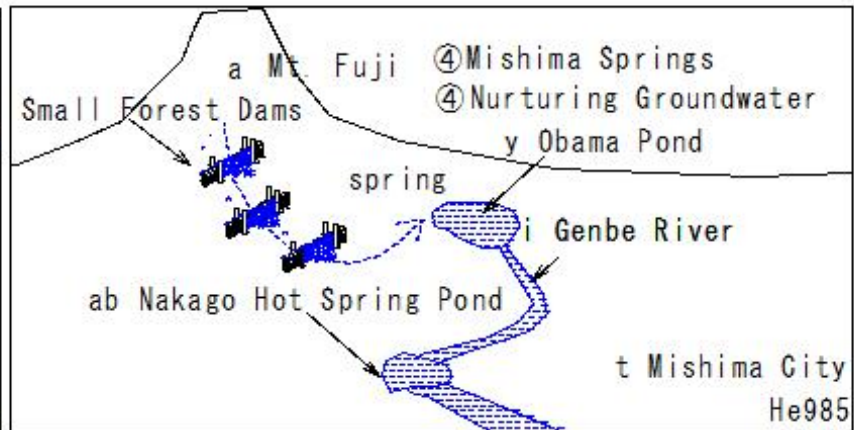 a Mt. Fuji
④Mishima Springs
Small Forest Dams
④Nurturing Groundwater
y Obama Pond
spring
i Genbe River
ab Nakago Hot Spring Pond
t Mishima City
He985